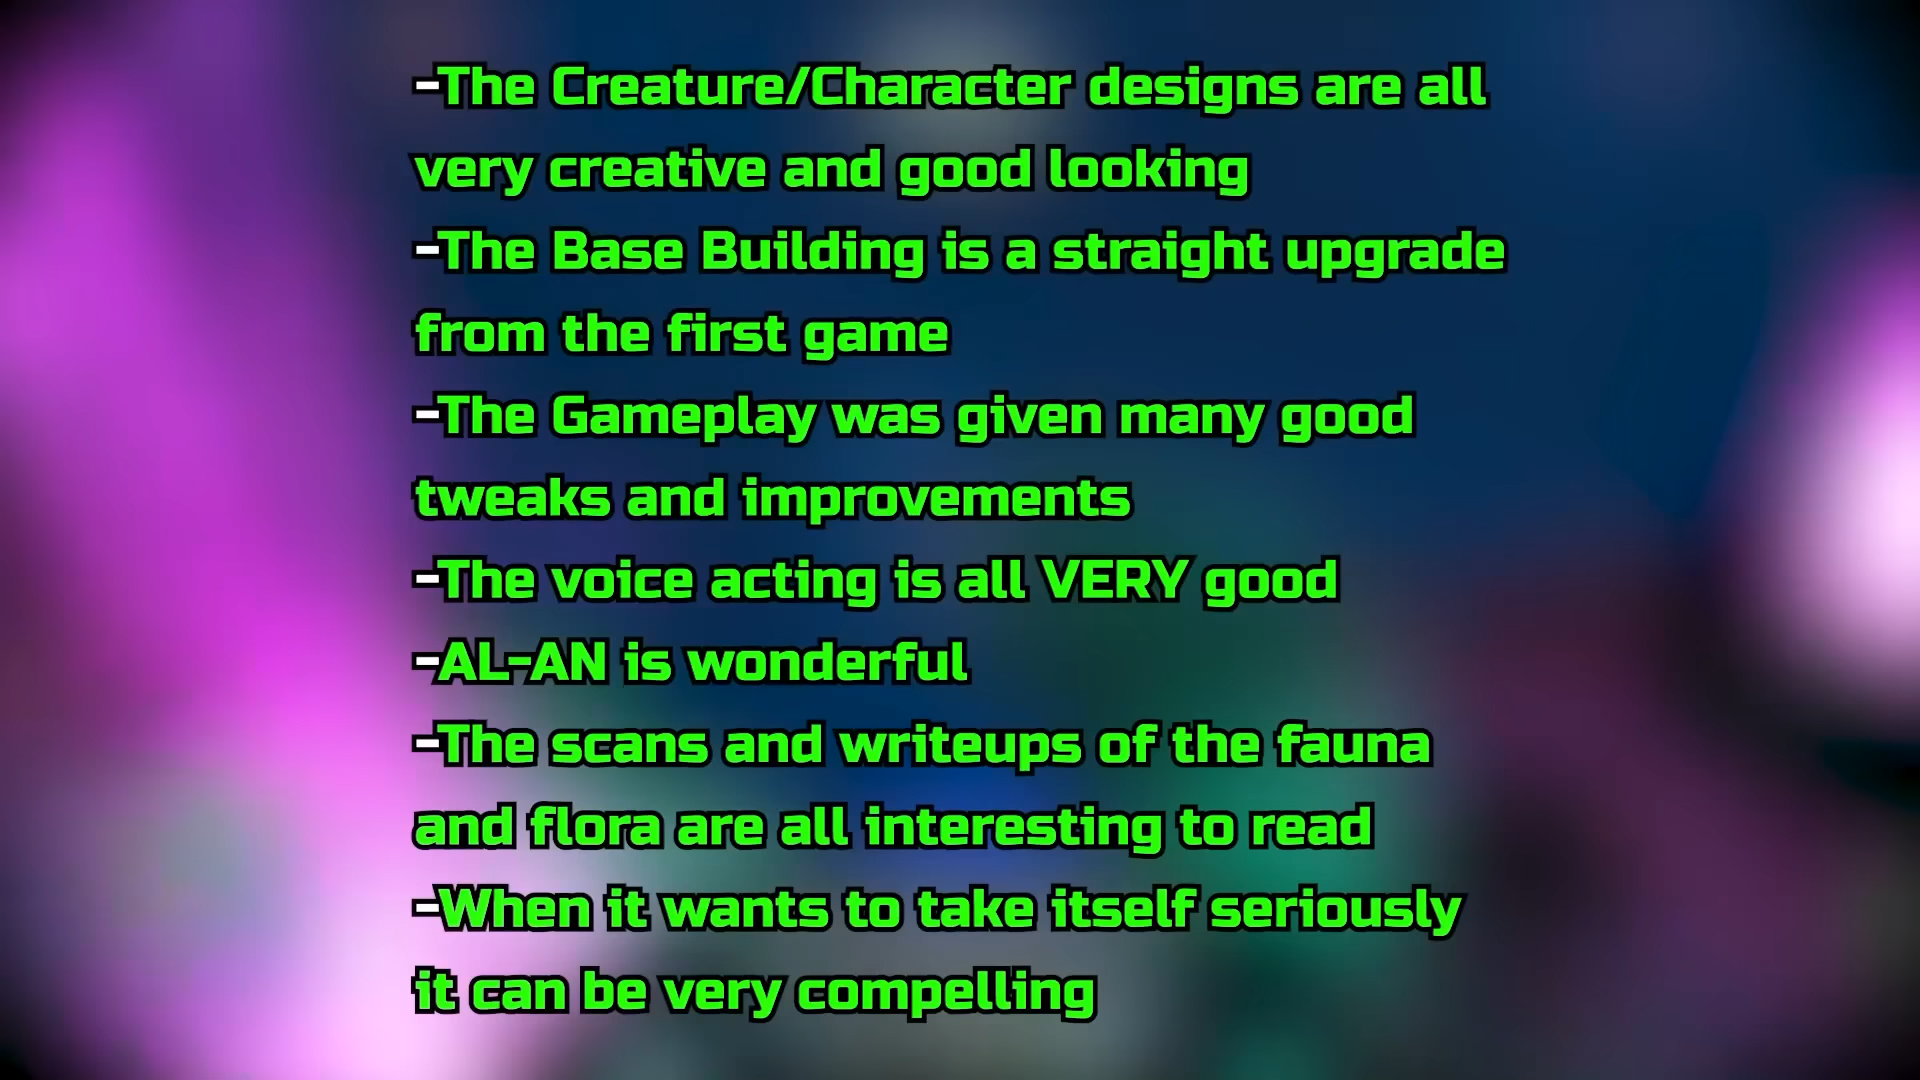 -The Creature/Character designs are all
very creative and good looking
-The Base Building is a straight upgrade
from the first game
-The Gameplay was given many good
tweaks and improvements
-The voice acting is all VERY good
-AL-AN is wonderful
-The scans and writeups of the fauna
and flora are all interesting to read
-When it wants to take itself seriously
it can be very compelling